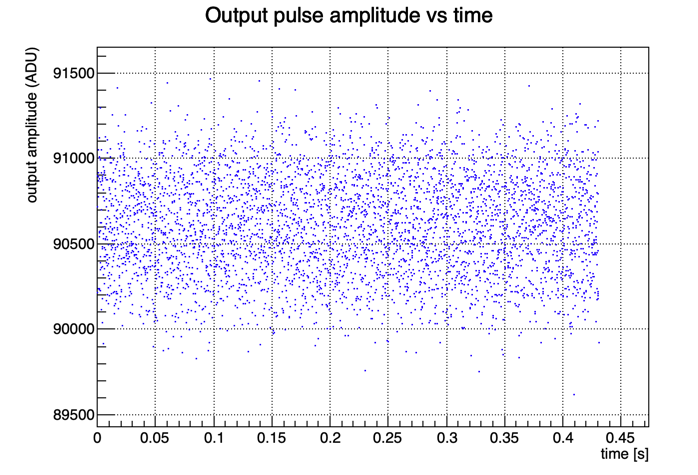 Output pulse amplitude vs time
output amplitude (ADU)
91500
91000
90500
90000
89500
0 0.05 0.1 0.15 0.2 0.25 0.3 0.35 0.4 0.45
time [s]